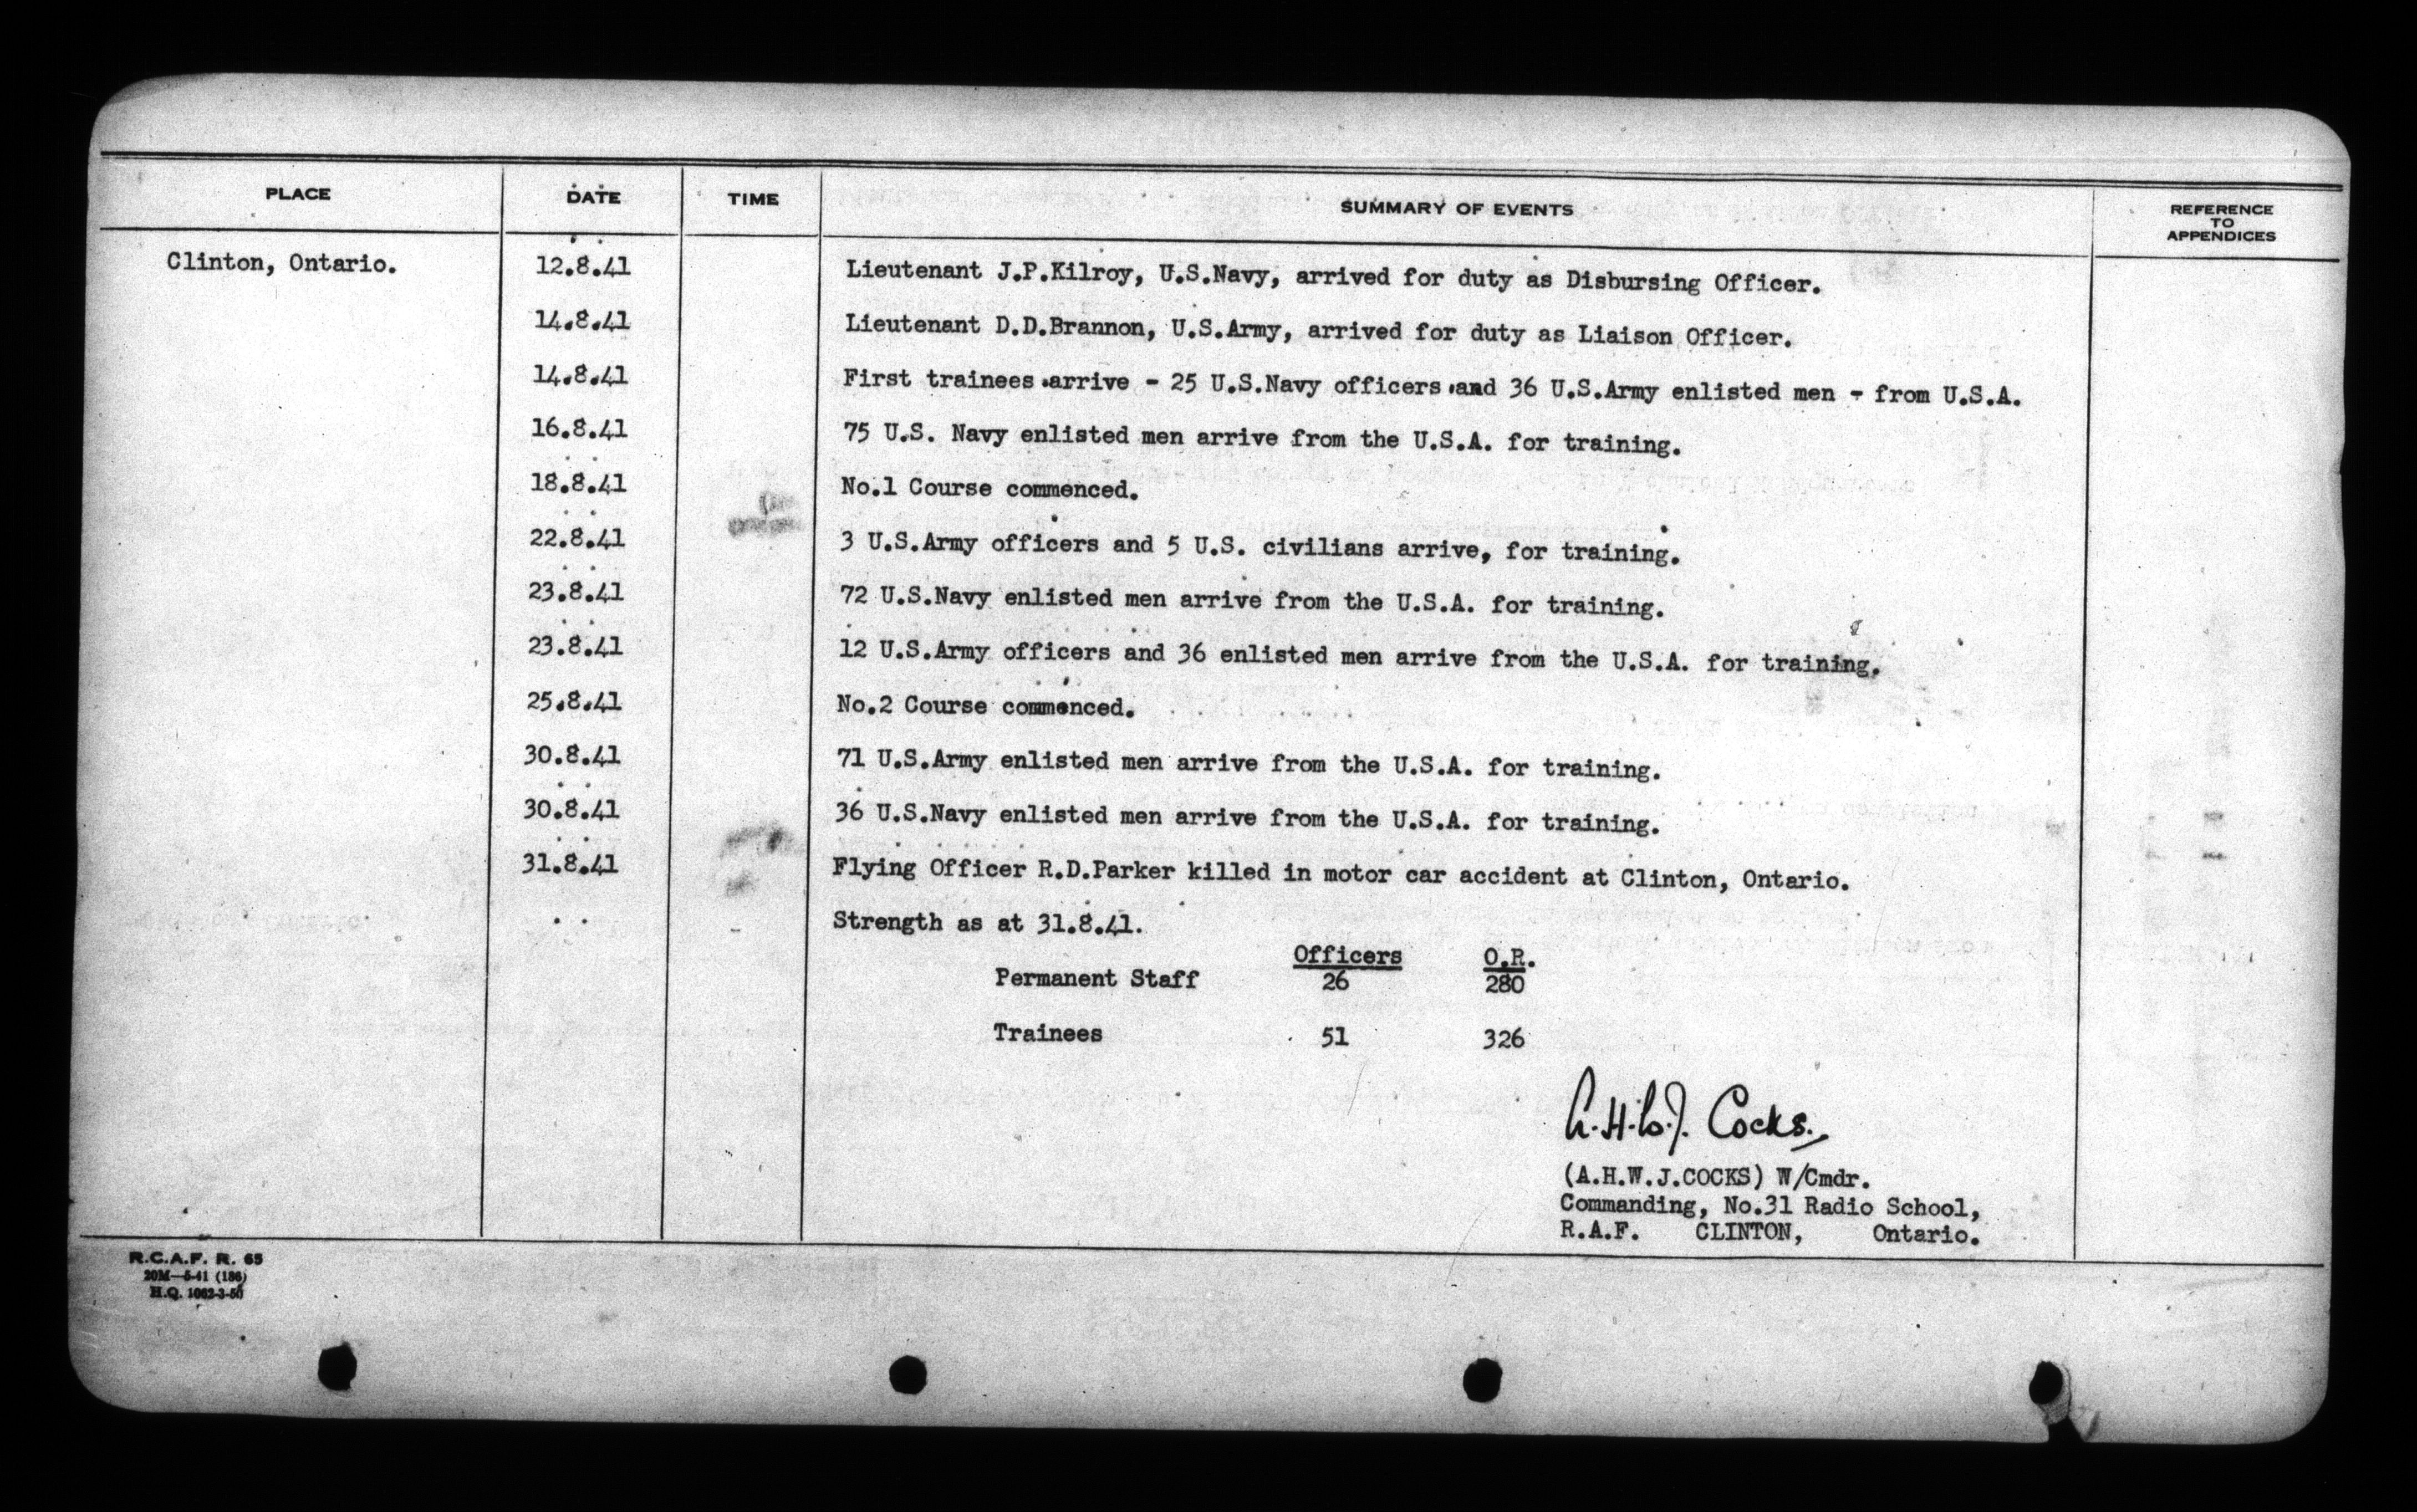 PLACE DATE TIME SUMMARY OF EVENTS REFERENCE TO APPENDICES
Clinton, Ontario. 12.8.41 Lieutenant J.P.Kilroy, U.S.Navy, arrived for duty as Disbursing Officer.
14.8.41 Lieutenant D.D.Brannon, U.S.Army, arrived for duty as Liaison Officer.
14.8.41 First trainees arrive - 25 U.S.Navy officers and 36 U.S.Army enlisted men - from U.S.A.
16.8.41 75 U.S. Navy enlisted men arrive from the U.S.A. for training.
18.8.41 No.1 Course commenced.
22.8.41 3 U.S.Army officers and 5 U.S. civilians arrive, for training.
23.8.41 72 U.S.Navy enlisted men arrive from the U.S.A. for training.
23.8.41 12 U.S.Army officers and 36 enlisted men arrive from the U.S.A. for training.
25.8.41 No.2 Course commenced.
30.8.41 71 U.S.Army enlisted men arrive from the U.S.A. for training.
30.8.41 36 U.S.Navy enlisted men arrive from the U.S.A. for training.
31.8.41 Flying Officer R.D.Parker killed in motor car accident at Clinton, Ontario.
Strength as at 31.8.41.
Officers O.R.
Permanent Staff 26 280
Trainees 51 326
A.H.W.J. Cocks.
(A.H.W.J.COCKS) W/Cmdr.
Commanding, No.31 Radio School,
R.A.F. CLINTON, Ontario.
R.C.A.F. R. 65
20M—5-41 (186)
H.Q. 1062-3-50